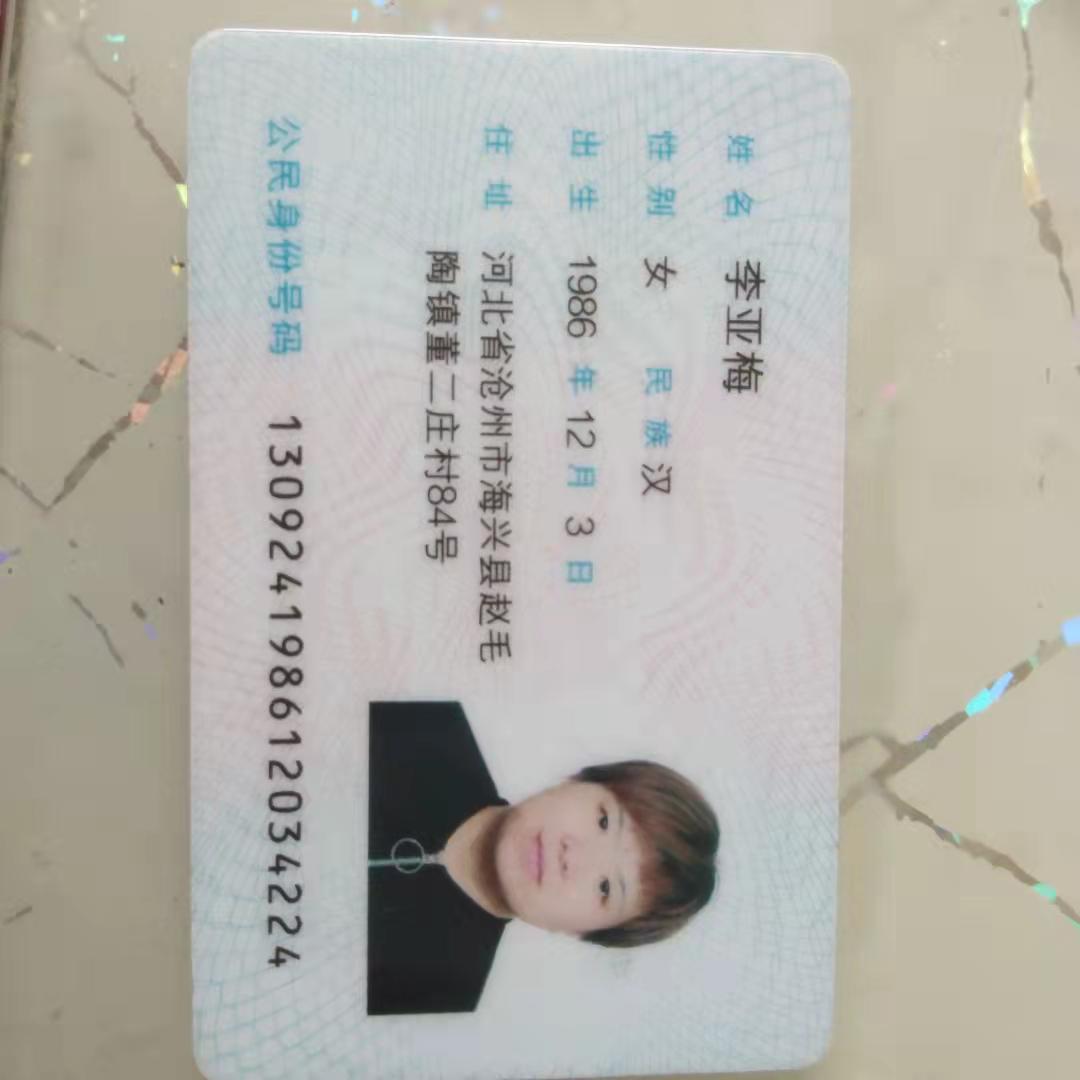 姓名 李亚梅
性别 女 民族 汉
出生 1986 年 12 月 3 日
住址 河北省沧州市海兴县赵毛
陶镇董二庄村84号
公民身份号码 130924198612034224